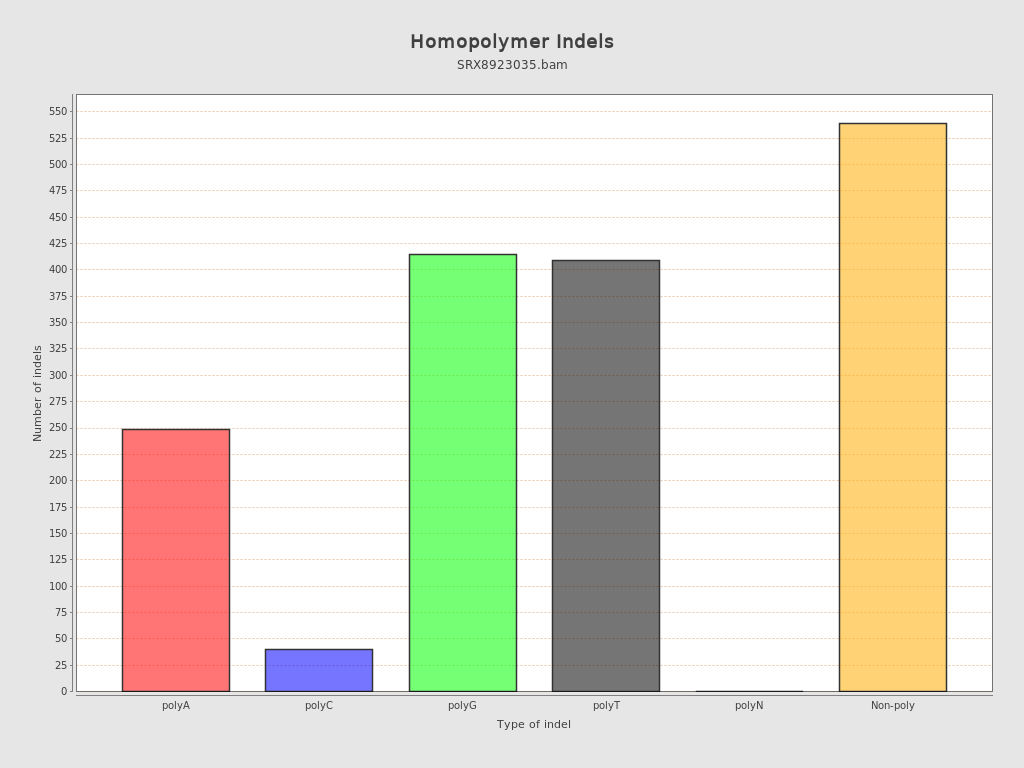 Homopolymer Indels
SRX8923035.bam
Number of indels
550
525
500
475
450
425
400
375
350
325
300
275
250
225
200
175
150
125
100
75
50
25
0
polyA
polyC
polyG
polyT
polyN
Non-poly
Type of indel